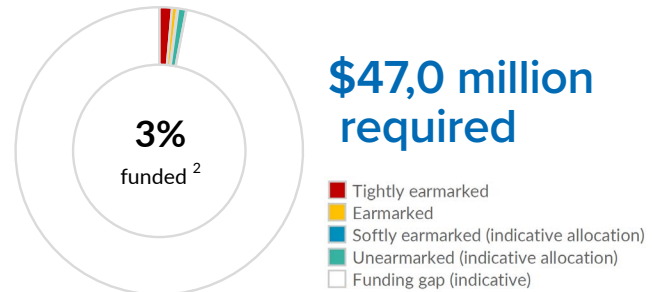 3%
funded 2
$47,0 million
required
Tightly earmarked
Earmarked
Softly earmarked (indicative allocation)
Unearmarked (indicative allocation)
Funding gap (indicative)